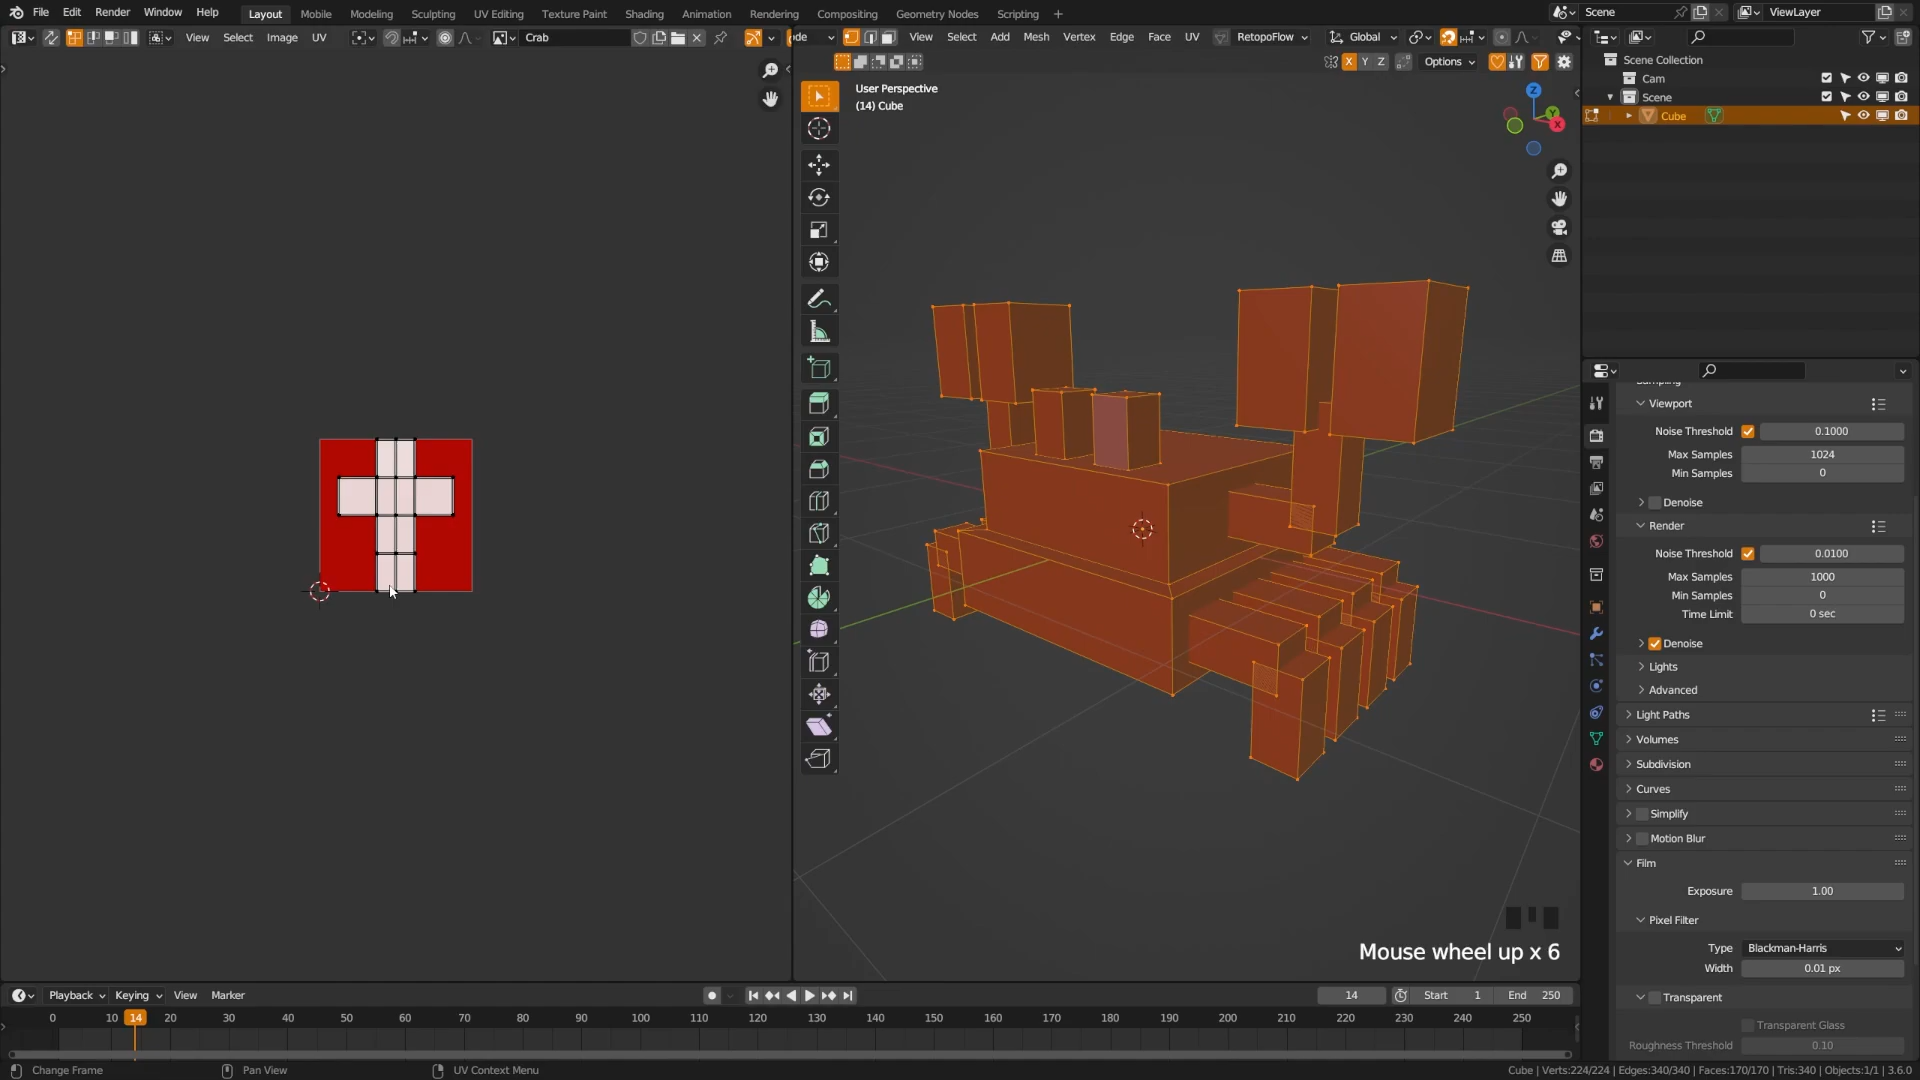 File Edit Render Window Help
Layout Mobile Modeling Sculpting UV Editing Texture Paint Shading Animation Rendering Compositing Geometry Nodes Scripting +
Scene
ViewLayer
View Select Image UV
Crab
de
View Select Add Mesh Vertex Edge Face UV
RetopoFlow
Global
X Y Z
Options
User Perspective
(14) Cube
Z
Y
X
Mouse wheel up x 6
Scene Collection
Cam
Scene
Cube
Sampling
Viewport
Noise Threshold 0.1000
Max Samples 1024
Min Samples 0
Denoise
Render
Noise Threshold 0.0100
Max Samples 1000
Min Samples 0
Time Limit 0 sec
Denoise
Lights
Advanced
Light Paths
Volumes
Subdivision
Curves
Simplify
Motion Blur
Film
Exposure 1.00
Pixel Filter
Type Blackman-Harris
Width 0.01 px
Transparent
Transparent Glass
Roughness Threshold 0.10
Playback Keying View Marker
14 Start 1 End 250
0 10 14 20 30 40 50 60 70 80 90 100 110 120 130 140 150 160 170 180 190 200 210 220 230 240 250
Change Frame Pan View UV Context Menu
Cube | Verts:224/224 | Edges:340/340 | Faces:170/170 | Tris:340 | Objects:1/1 | 3.6.0